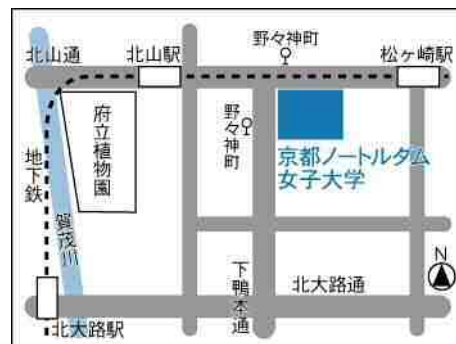 野々神町
北山通
北山駅
松ヶ崎駅
府立植物園
野々神町
京都ノートルダム
女子大学
地下鉄
賀茂川
N
下鴨本通
北大路通
北大路駅